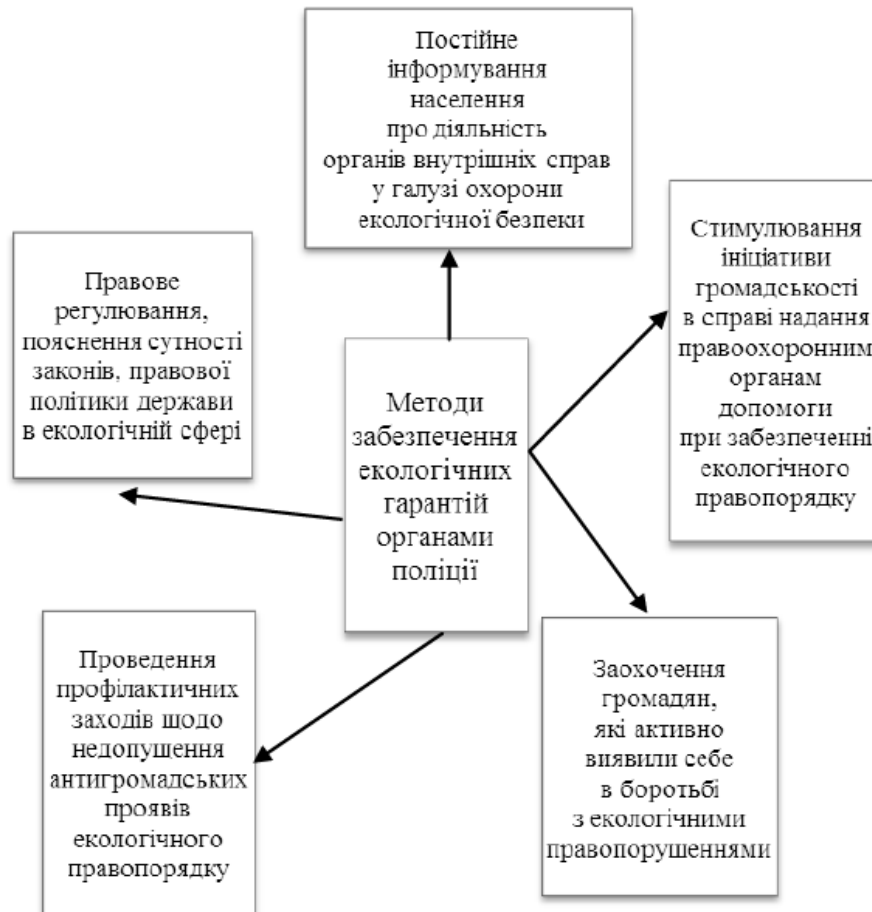 Постійне
інформування
населення
про діяльність
органів внутрішніх справ
у галузі охорони
екологічної безпеки
Правове
регулювання,
пояснення сутності
законів, правової
політики держави
в екологічній сфері
Методи
забезпечення
екологічних
гарантій
органами
поліції
Стимулювання
ініціативи
громадськості
в справі надання
правоохоронним
органам
допомоги
при забезпеченні
екологічного
правопорядку
Проведення
профілактичних
заходів щодо
недопушення
антигромадських
проявів
екологічного
правопорядку
Заохочення
громадян,
які активно
виявили себе
в боротьбі
з екологічними
правопорушеннями